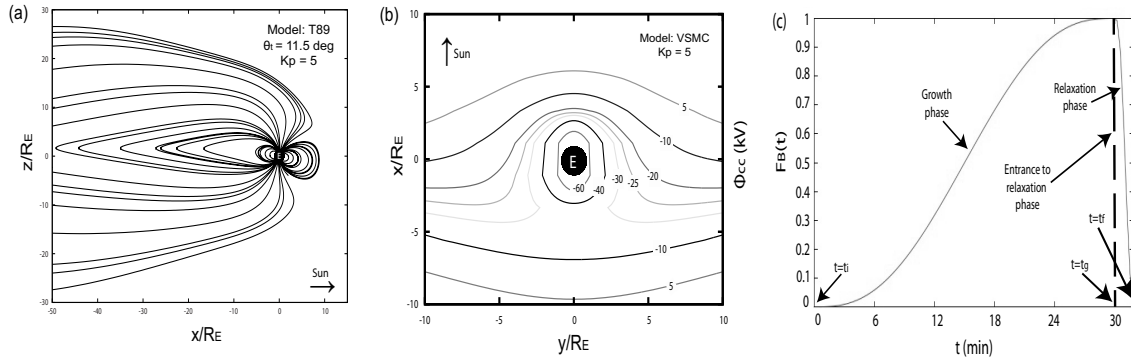 (a)
Model: T89
θt = 11.5 deg
Kp = 5
z/RE
30
20
10
0
-10
-20
-30
E
Sun
-50 -40 -30 -20 -10 0 10
x/RE
(b)
Model: VSMC
Kp = 5
Sun
x/RE
10
5
0
-5
-10
E
5
-10
-20
-25
-30
-40
-60
-10
5
-10 -5 0 5 10
y/RE
Φcc (kV)
(c)
FB(t)
1
0.9
0.8
0.7
0.6
0.5
0.4
0.3
0.2
0.1
0
Growth
phase
Relaxation
phase
Entrance to
relaxation
phase
t=ti
t=tf
t=tg
0 6 12 18 24 30
t (min)